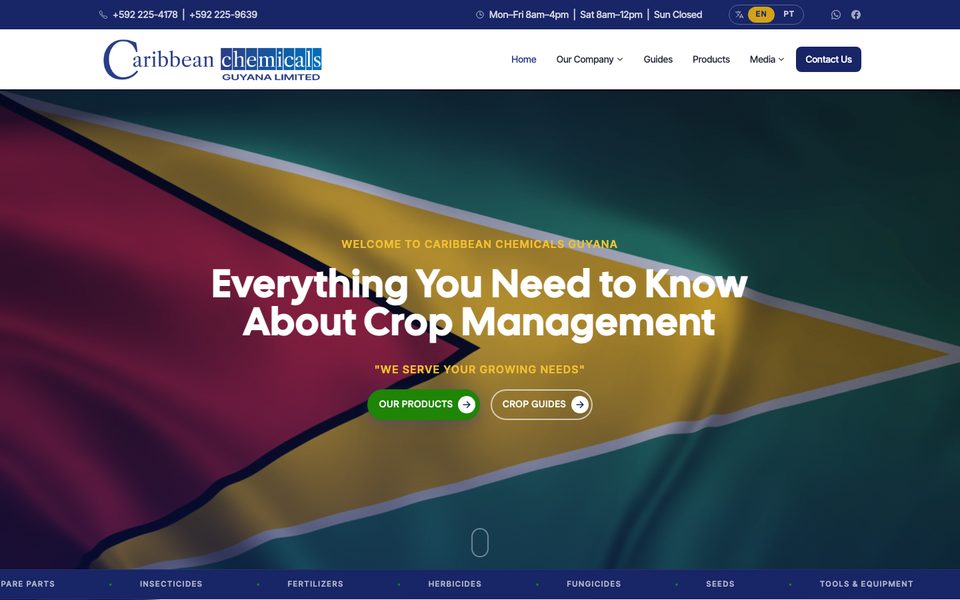 +592 225-4178 | +592 225-9639
Mon–Fri 8am–4pm | Sat 8am–12pm | Sun Closed
EN PT
Caribbean chemicals
GUYANA LIMITED
Home Our Company Guides Products Media Contact Us
WELCOME TO CARIBBEAN CHEMICALS GUYANA
Everything You Need to Know
About Crop Management
"WE SERVE YOUR GROWING NEEDS"
OUR PRODUCTS CROP GUIDES
PARE PARTS INSECTICIDES FERTILIZERS HERBICIDES FUNGICIDES SEEDS TOOLS & EQUIPMENT